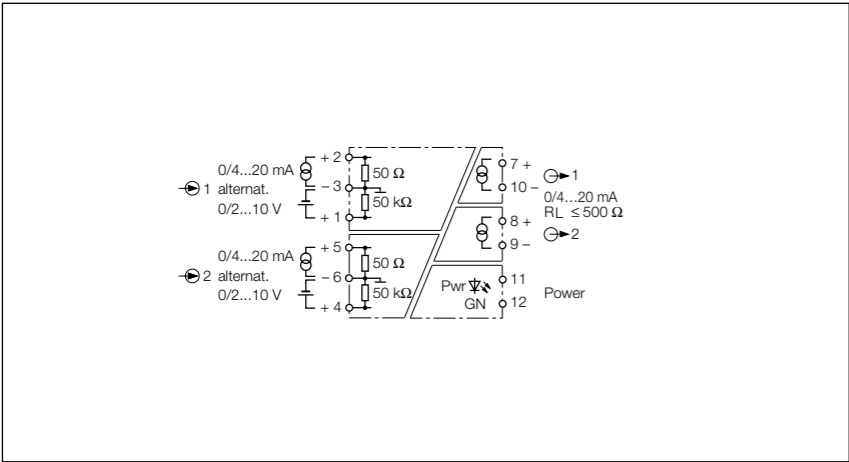 0/4...20 mA
1 alternat.
0/2...10 V
+ 2
– 3
+ 1
50 Ω
50 kΩ
7 +
10 –
1
0/4...20 mA
RL ≤ 500 Ω
8 +
9 –
2
0/4...20 mA
2 alternat.
0/2...10 V
+ 5
– 6
+ 4
50 Ω
50 kΩ
Pwr
GN
11
12
Power